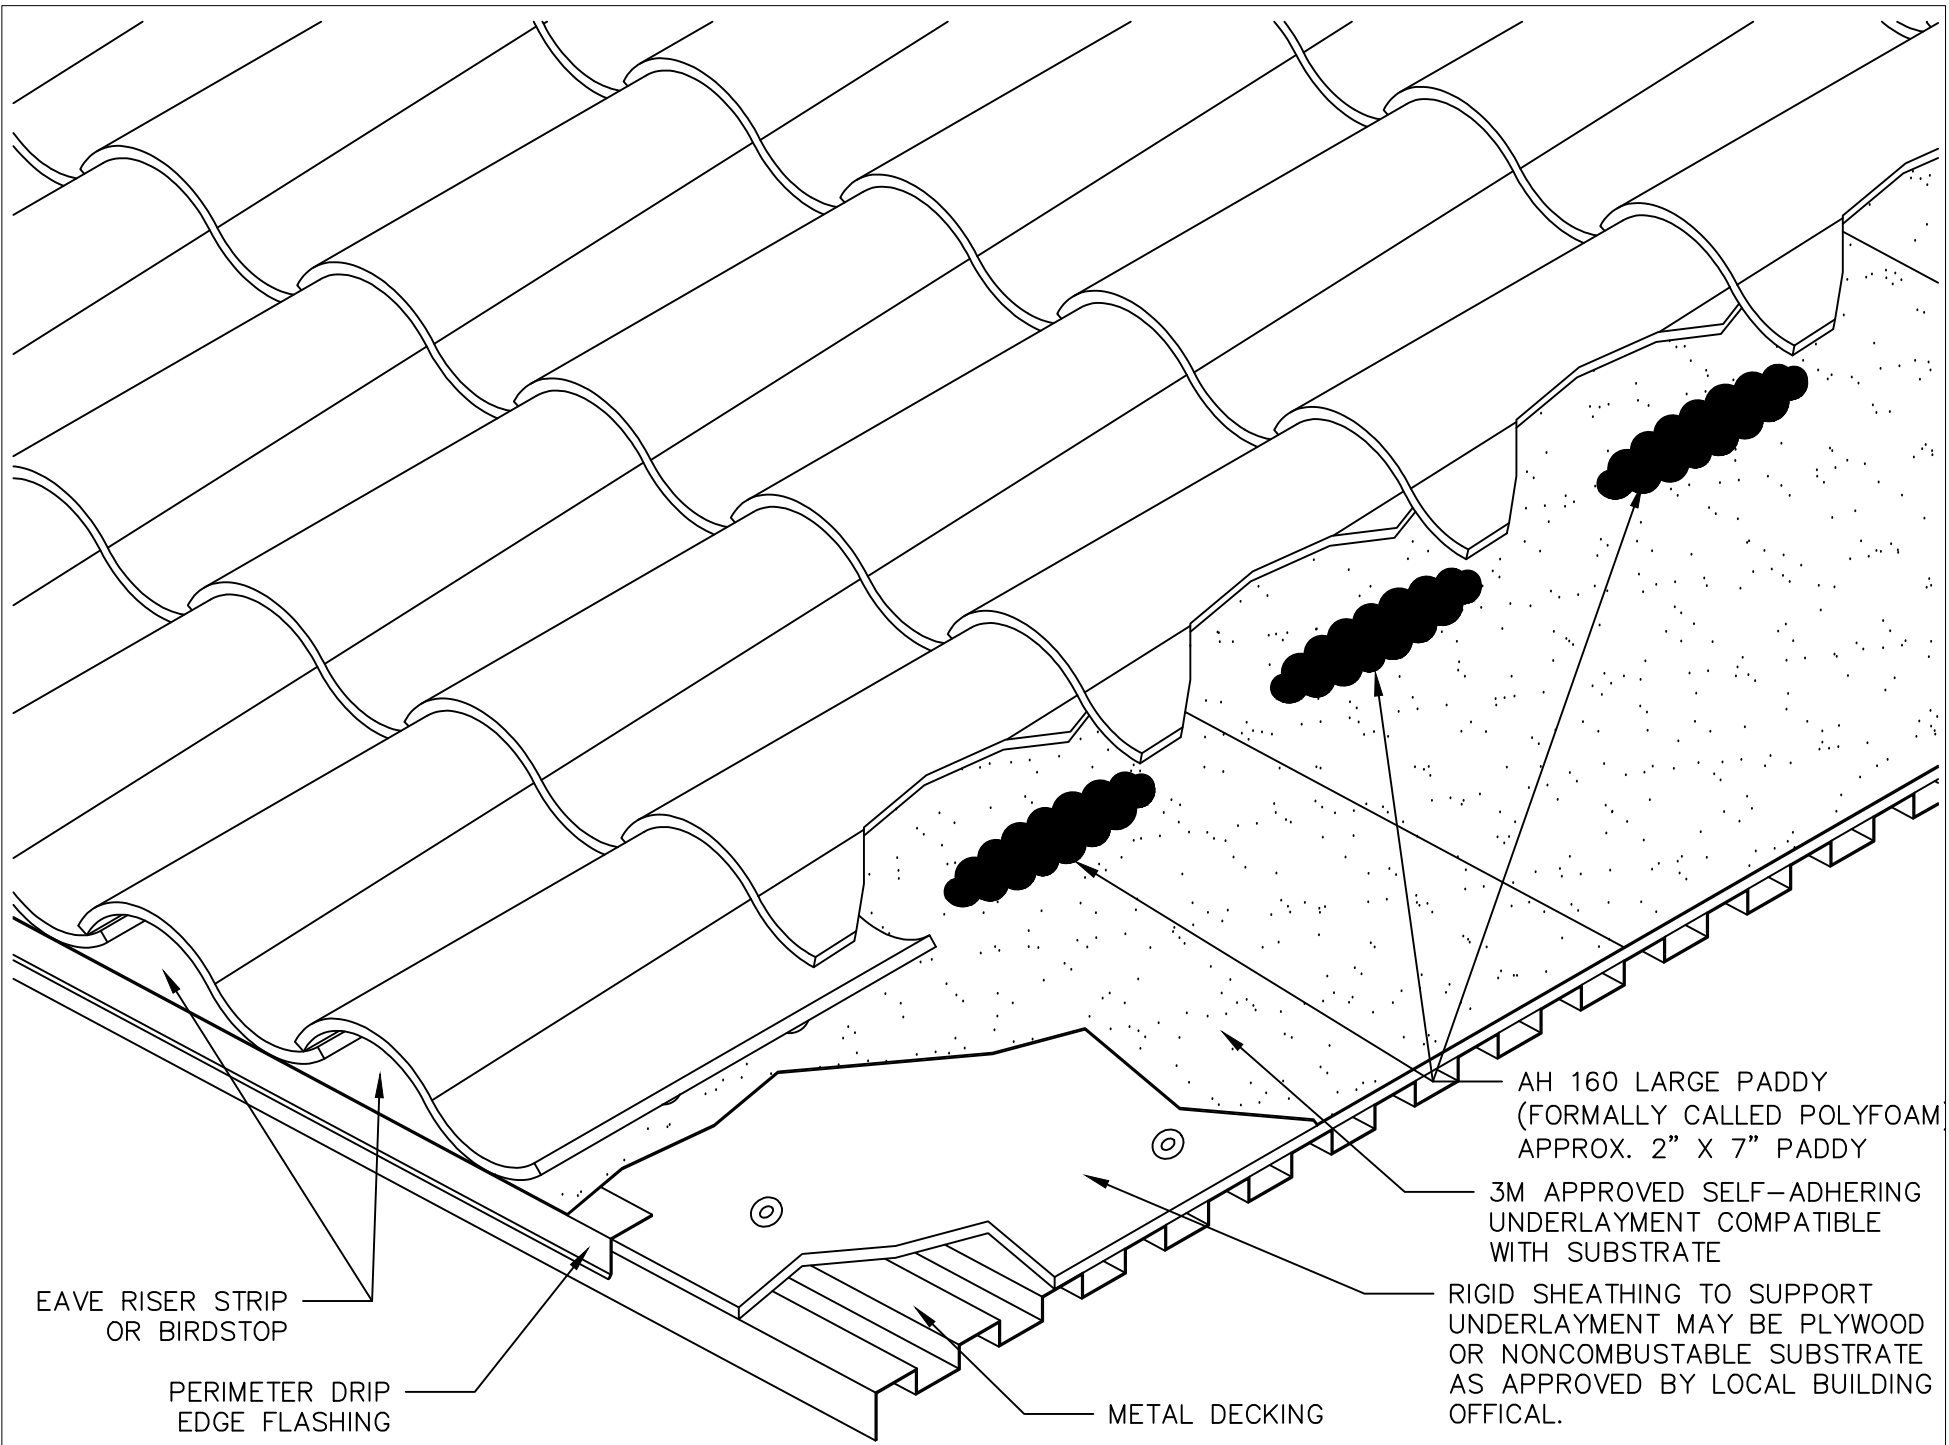 AH 160 LARGE PADDY
(FORMALLY CALLED POLYFOAM)
APPROX. 2” X 7” PADDY
3M APPROVED SELF-ADHERING
UNDERLAYMENT COMPATIBLE
WITH SUBSTRATE
RIGID SHEATHING TO SUPPORT
UNDERLAYMENT MAY BE PLYWOOD
OR NONCOMBUSTABLE SUBSTRATE
AS APPROVED BY LOCAL BUILDING
OFFICAL.
EAVE RISER STRIP
OR BIRDSTOP
PERIMETER DRIP
EDGE FLASHING
METAL DECKING